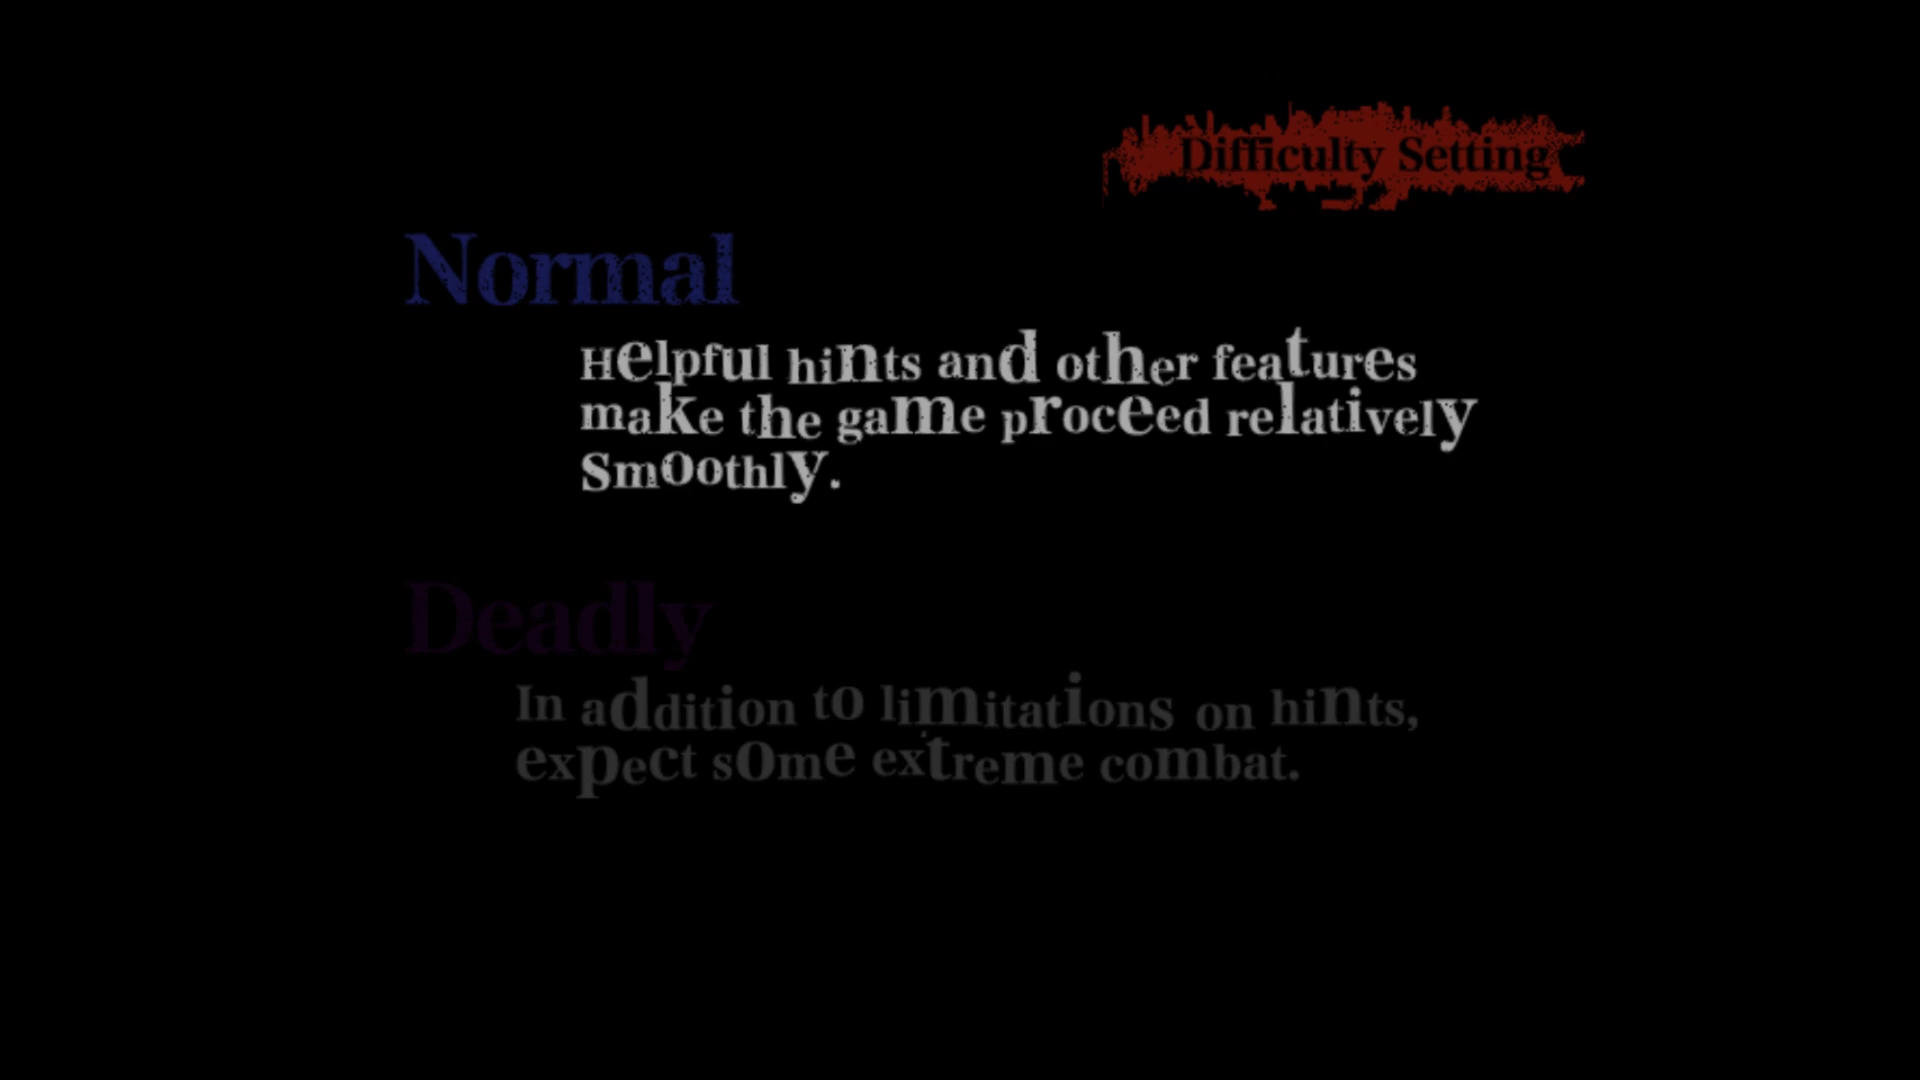 Difficulty Setting
Normal
Helpful hints and other features
make the game proceed relatively
Smoothly.
Deadly
In addition to limitations on hints,
expect some extreme combat.